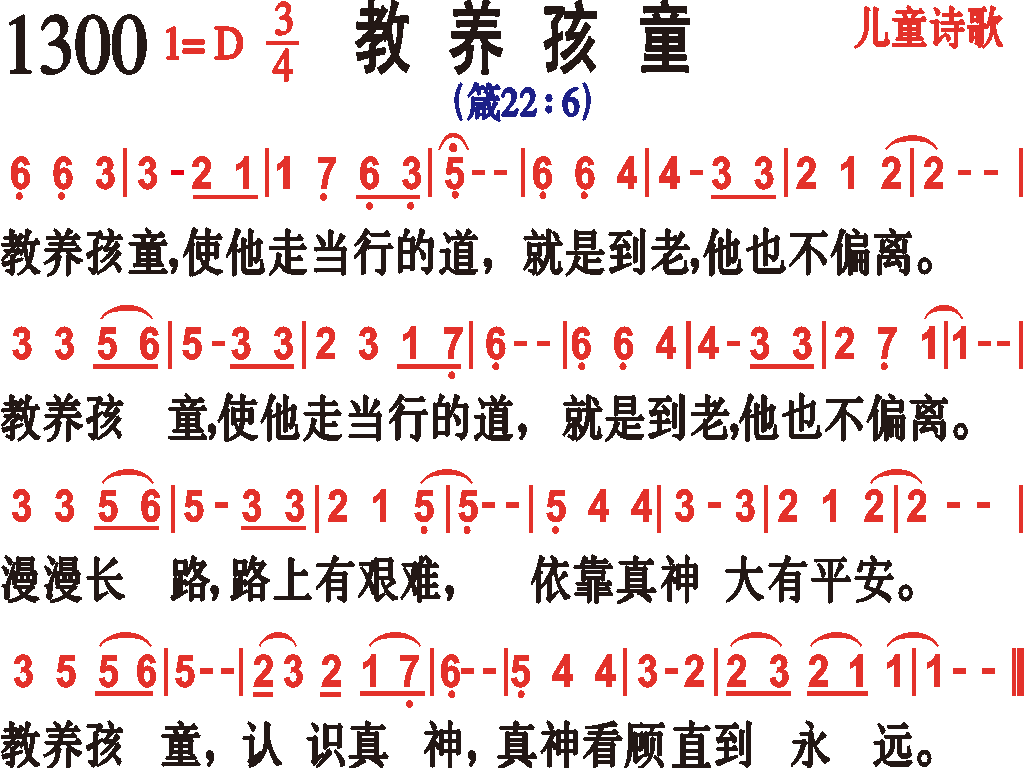 1300 1=D 3/4 教养孩童 儿童诗歌
(箴22:6)
6 6 3|3 -2 1|1 7 6 3|5--|6 6 4|4-3 3|2 1 2|2 - -|
教养孩童,使他走当行的道，就是到老,他也不偏离。
3 3 5 6|5-3 3|2 3 1 7|6--|6 6 4|4-3 3|2 7 1|1--|
教养孩 童,使他走当行的道，就是到老,他也不偏离。
3 3 5 6|5- 3 3|2 1 5|5--|5 4 4|3 - 3|2 1 2|2 - -|
漫漫长 路,路上有艰难， 依靠真神 大有平安。
3 5 5 6|5--|2 3 2 1 7|6--|5 4 4|3-2|2 3 2 1|1- -‖
教养孩 童，认 识真 神，真神看顾直到 永 远。